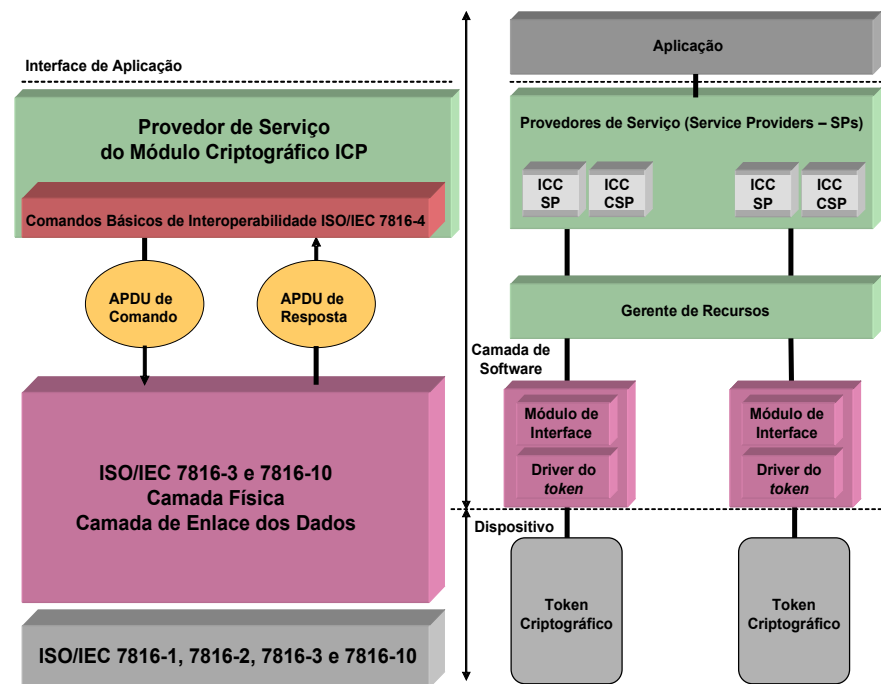 Interface de Aplicação
Provedor de Serviço
do Módulo Criptográfico ICP
Comandos Básicos de Interoperabilidade ISO/IEC 7816-4
APDU de
Comando
APDU de
Resposta
ISO/IEC 7816-3 e 7816-10
Camada Física
Camada de Enlace dos Dados
ISO/IEC 7816-1, 7816-2, 7816-3 e 7816-10
Aplicação
Provedores de Serviço (Service Providers – SPs)
ICC
SP
ICC
CSP
ICC
SP
ICC
CSP
Gerente de Recursos
Camada de
Software
Módulo de
Interface
Driver do
token
Módulo de
Interface
Driver do
token
Dispositivo
Token
Criptográfico
Token
Criptográfico